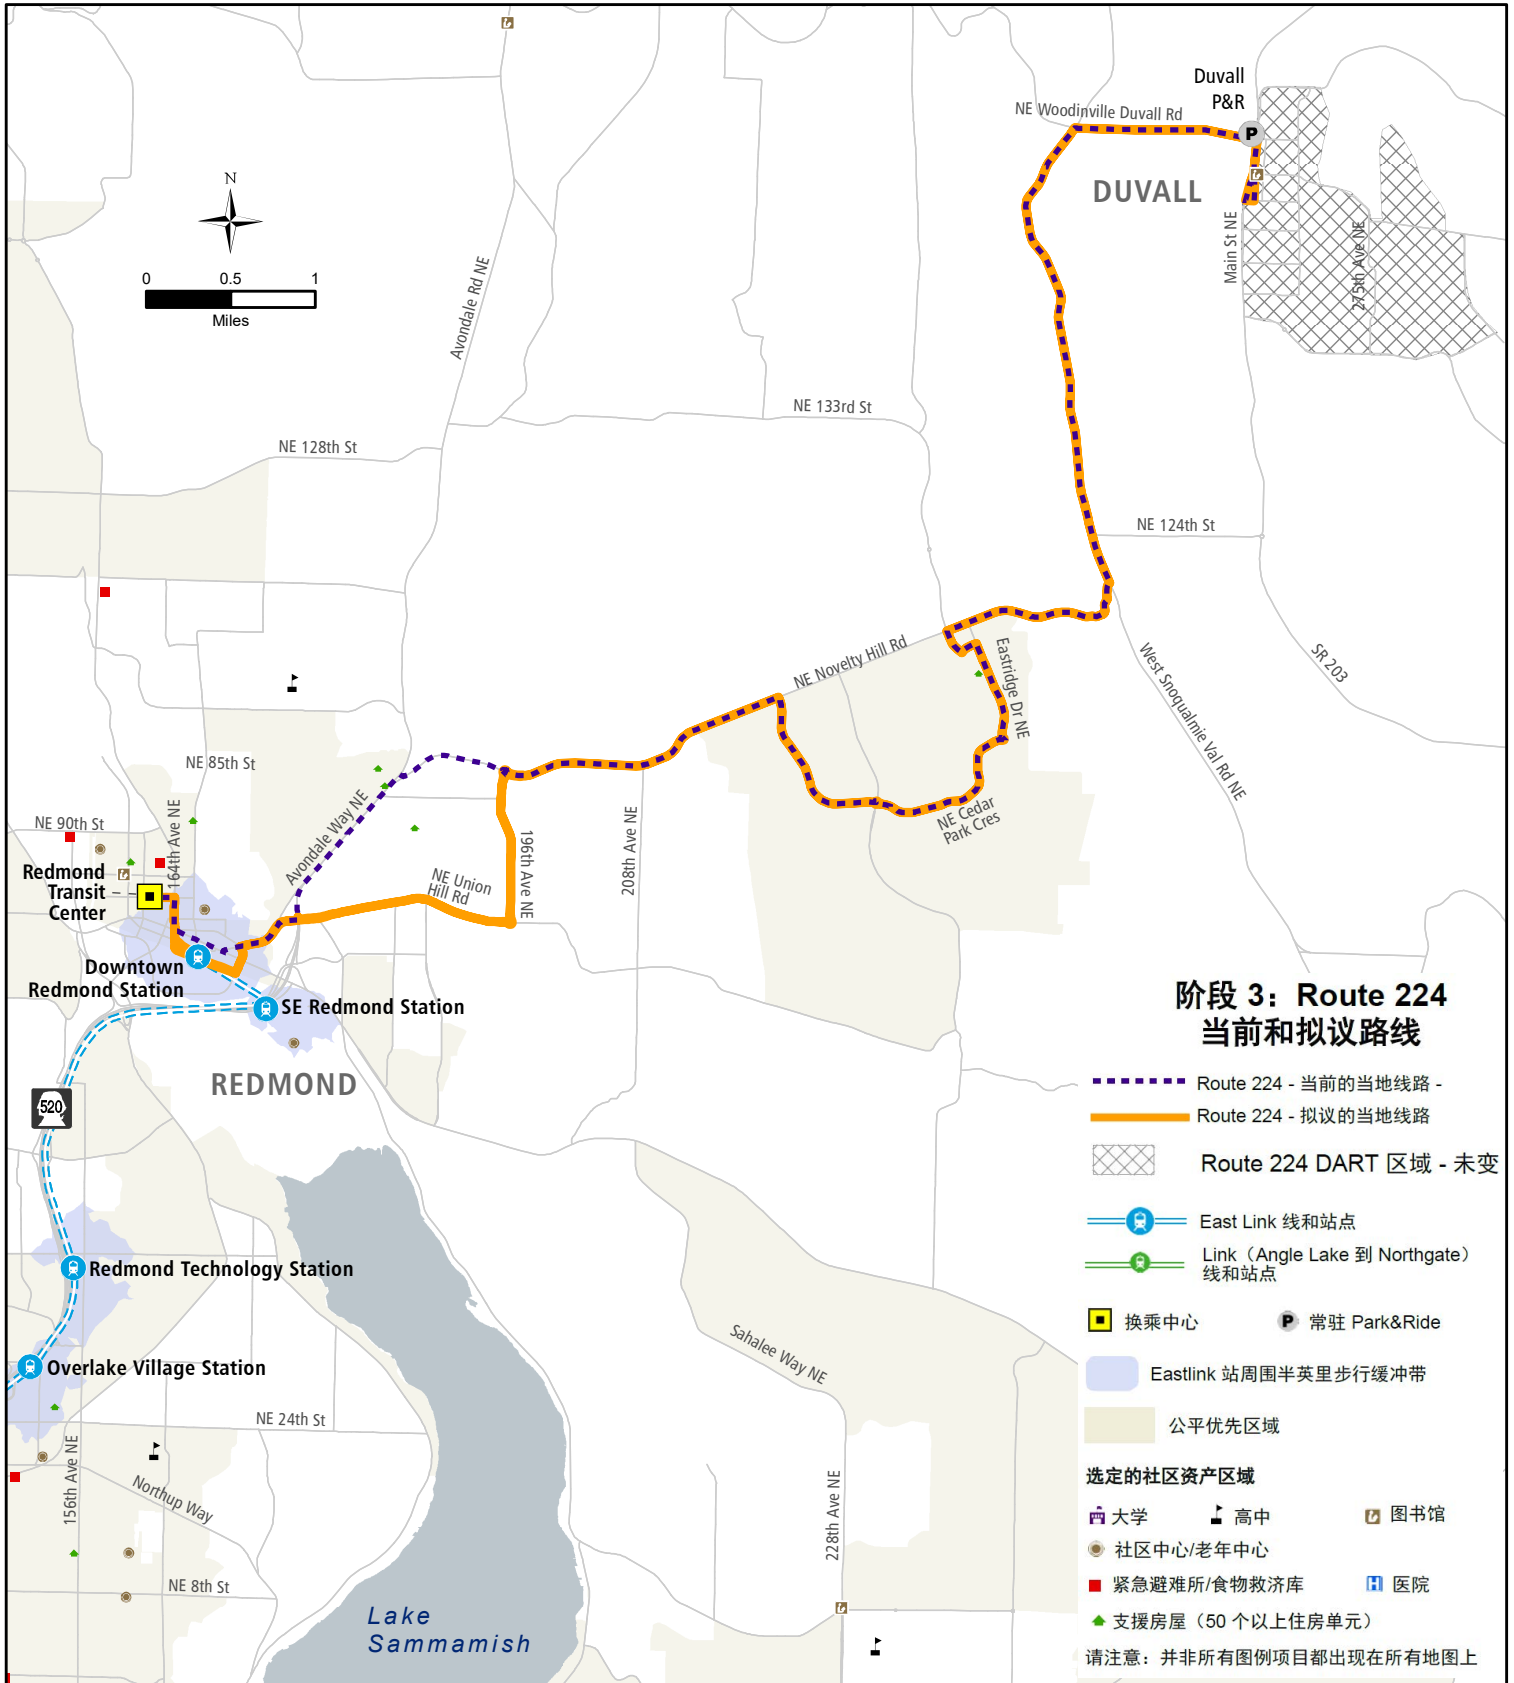 Duvall
P&R
NE Woodinville Duvall Rd
P
DUVALL
N
Main St NE
275th Ave NE
0 0.5 1
Miles
Avondale Rd NE
NE 133rd St
NE 128th St
NE 124th St
NE Novelty Hill Rd
Eastridge Dr NE
West Snoqualmie Val Rd NE
SR 203
NE 85th St
NE 90th St
164th Ave NE
Avondale Way NE
196th Ave NE
208th Ave NE
NE Cedar
Park Cres
NE Union
Hill Rd
Redmond
Transit
Center
Downtown
Redmond Station
SE Redmond Station
REDMOND
520
Redmond Technology Station
Overlake Village Station
Sahalee Way NE
NE 24th St
156th Ave NE
Northup Way
228th Ave NE
NE 8th St
Lake
Sammamish
阶段 3：Route 224
当前和拟议路线
Route 224 - 当前的当地线路 -
Route 224 - 拟议的当地线路
Route 224 DART 区域 - 未变
East Link 线和站点
Link（Angle Lake 到 Northgate）
线和站点
换乘中心
P 常驻 Park&Ride
Eastlink 站周围半英里步行缓冲带
公平优先区域
选定的社区资产区域
大学 高中 图书馆
社区中心/老年中心
紧急避难所/食物救济库 H 医院
支援房屋（50 个以上住房单元）
请注意：并非所有图例项目都出现在所有地图上